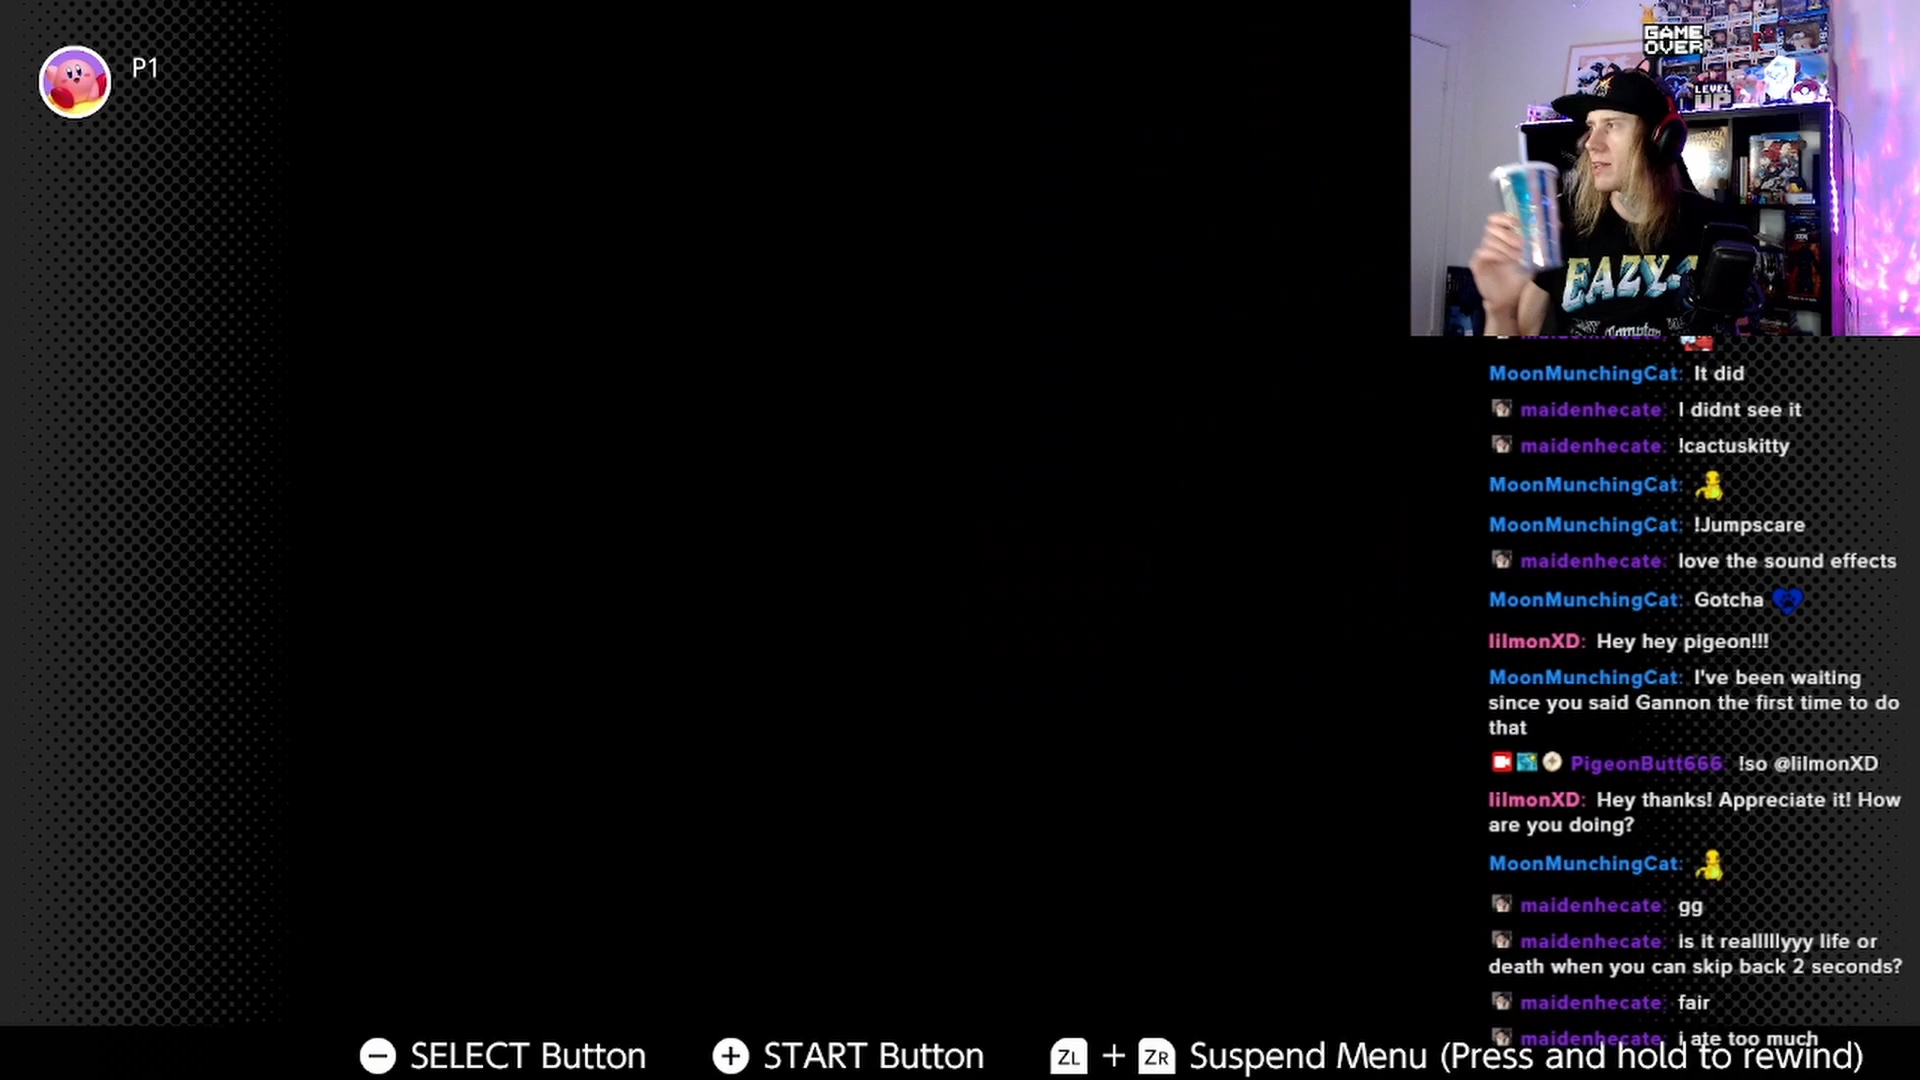 P1
GAME
OVER
LEVEL
UP
EAZY-
MoonMunchingCat: It did
maidenhecate: I didnt see it
maidenhecate: !cactuskitty
MoonMunchingCat:
MoonMunchingCat: !Jumpscare
maidenhecate: love the sound effects
MoonMunchingCat: Gotcha
lilmonXD: Hey hey pigeon!!!
MoonMunchingCat: I've been waiting
since you said Gannon the first time to do
that
PigeonButt666: !so @lilmonXD
lilmonXD: Hey thanks! Appreciate it! How
are you doing?
MoonMunchingCat:
maidenhecate: gg
maidenhecate: is it realllllyyy life or
death when you can skip back 2 seconds?
maidenhecate: fair
maidenhecate: i ate too much
SELECT Button START Button ZL + ZR Suspend Menu (Press and hold to rewind)